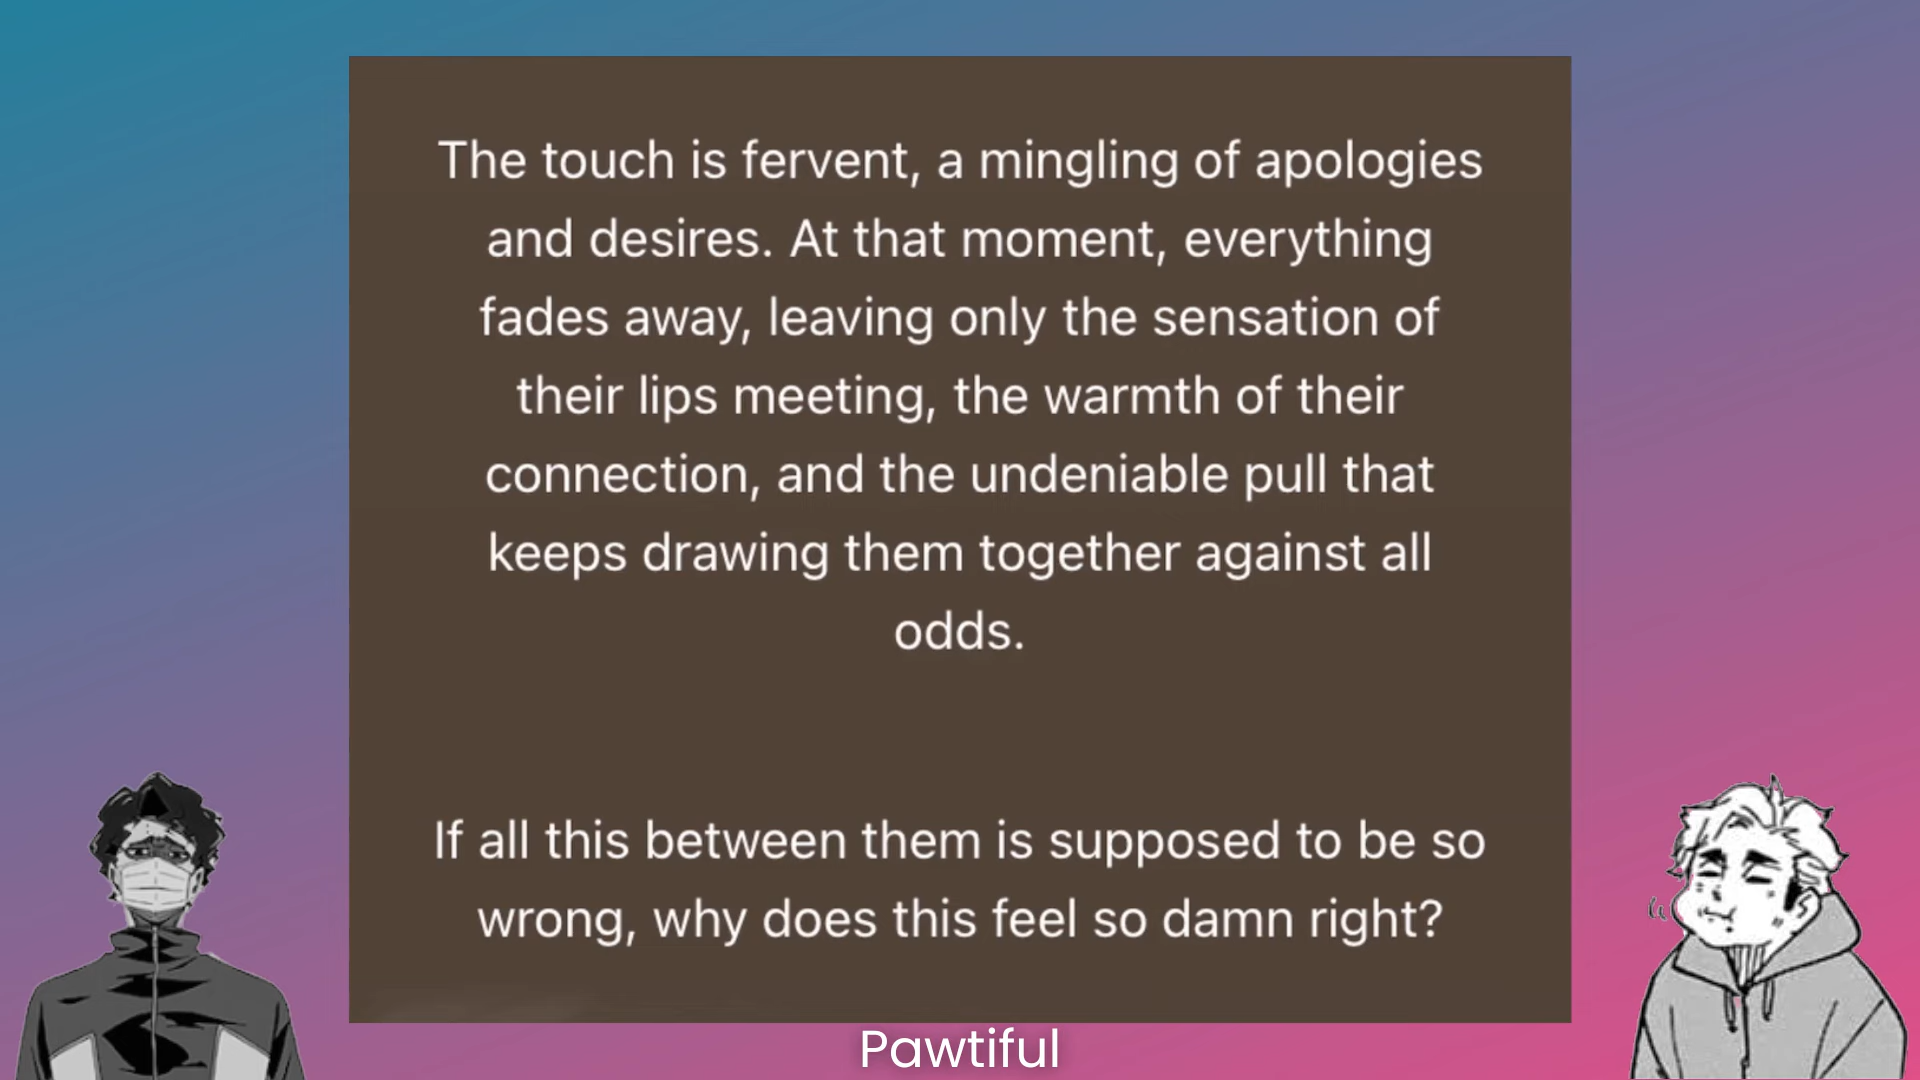 The touch is fervent, a mingling of apologies
and desires. At that moment, everything
fades away, leaving only the sensation of
their lips meeting, the warmth of their
connection, and the undeniable pull that
keeps drawing them together against all
odds.
If all this between them is supposed to be so
wrong, why does this feel so damn right?
Pawtiful